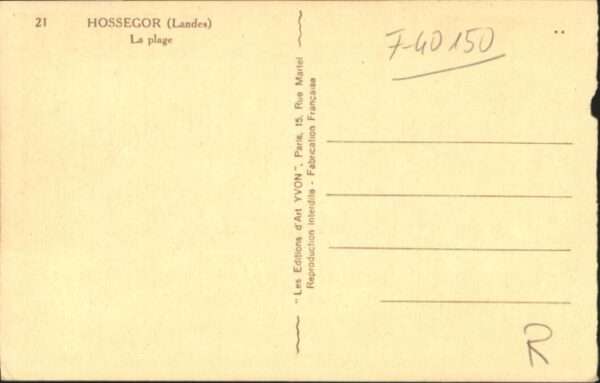 21 HOSSEGOR (Landes)
La plage
"Les Editions d'Art YVON", Paris, 15, Rue Martel
Reproduction Interdite - Fabrication Française
F-40150
R